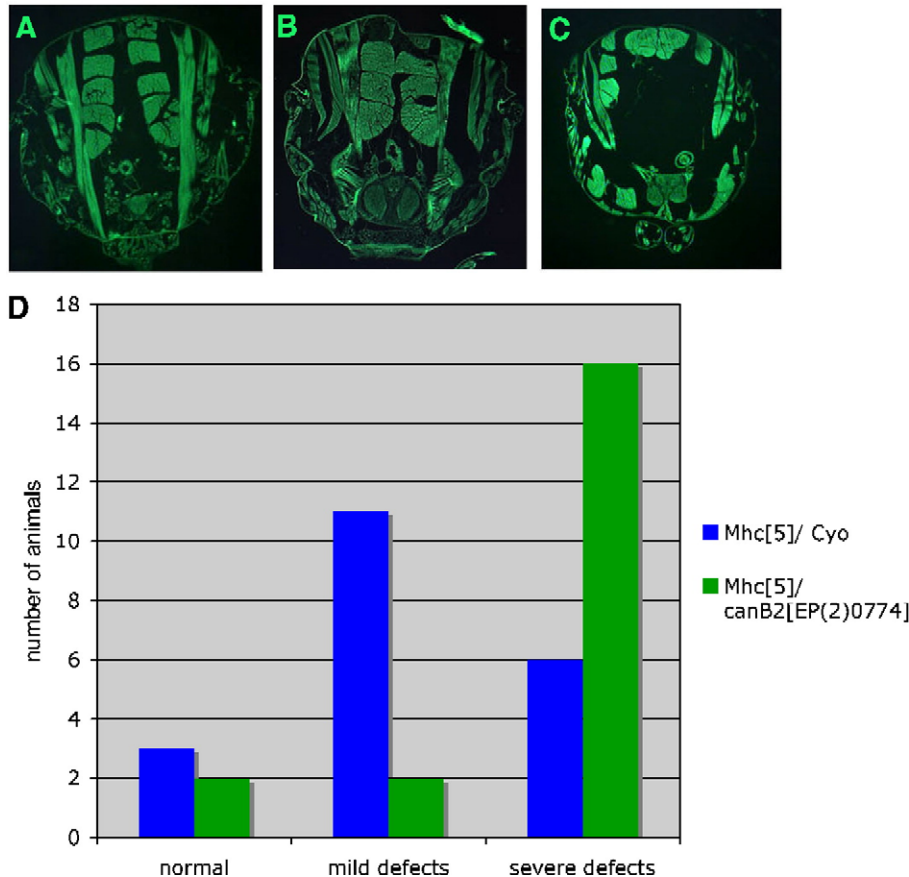 A
B
C
D
18
16
14
12
10
8
6
4
2
0
number of animals
normal
mild defects
severe defects
Mhc[5]/ Cyo
Mhc[5]/
canB2[EP(2)0774]